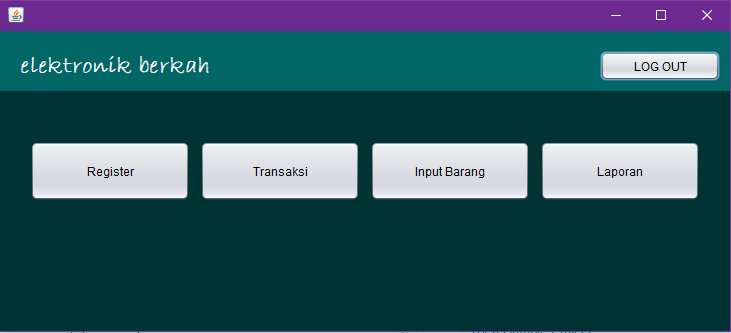 elektronik berkah
LOG OUT
Register
Transaksi
Input Barang
Laporan